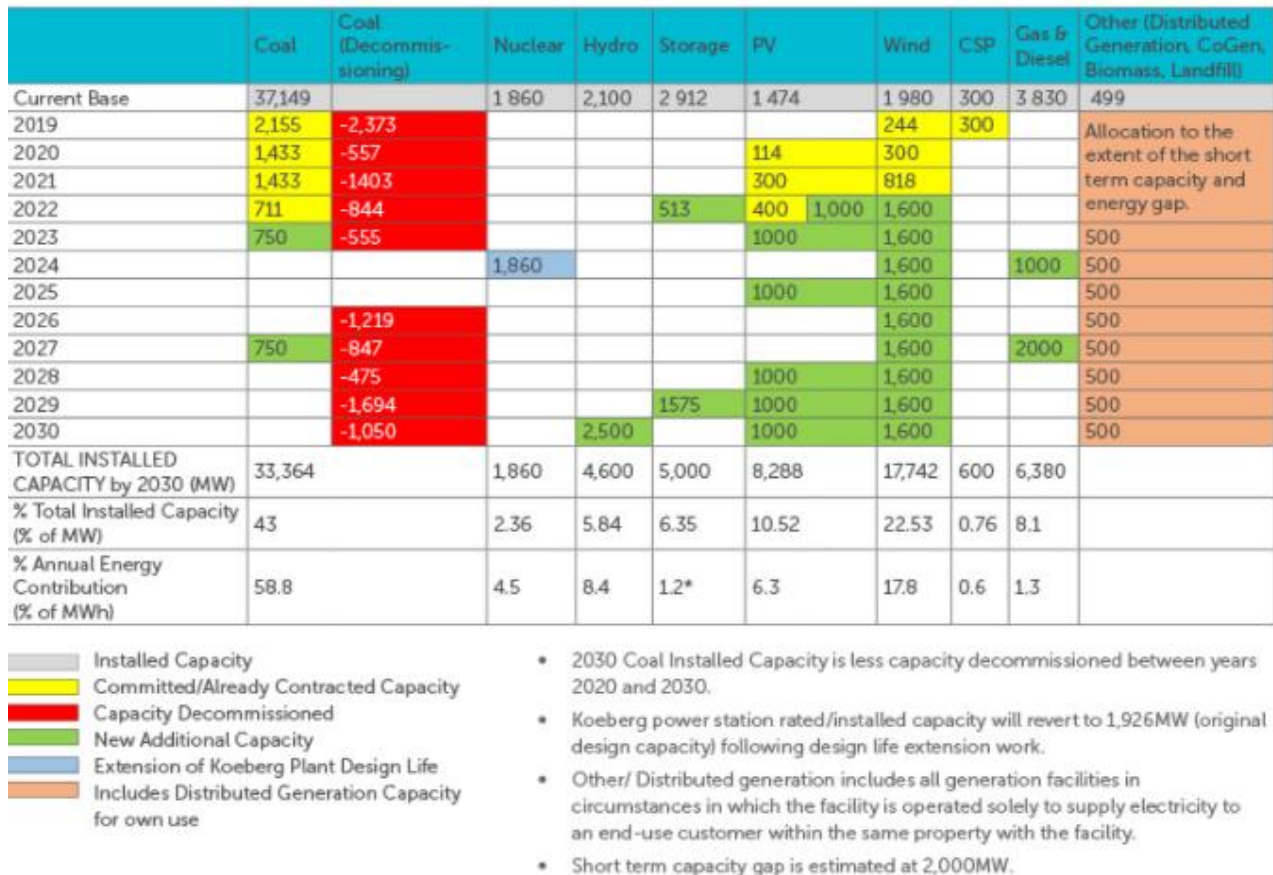 Coal Coal (Decommis-sioning) Nuclear Hydro Storage PV Wind CSP Gas & Diesel Other (Distributed Generation, CoGen, Biomass, Landfill)
Current Base 37,149 1 860 2,100 2 912 1 474 1 980 300 3 830 499
2019 2,155 -2,373 244 300 Allocation to the extent of the short term capacity and energy gap.
2020 1,433 -557 114 300
2021 1,433 -1403 300 818
2022 711 -844 513 400 1,000 1,600
2023 750 -555 1000 1,600 500
2024 1,860 1,600 1000 500
2025 1000 1,600 500
2026 -1,219 1,600 500
2027 750 -847 1,600 2000 500
2028 -475 1000 1,600 500
2029 -1,694 1575 1000 1,600 500
2030 -1,050 2,500 1000 1,600 500
TOTAL INSTALLED CAPACITY by 2030 (MW) 33,364 1,860 4,600 5,000 8,288 17,742 600 6,380
% Total Installed Capacity (% of MW) 43 2.36 5.84 6.35 10.52 22.53 0.76 8.1
% Annual Energy Contribution (% of MWh) 58.8 4.5 8.4 1.2* 6.3 17.8 0.6 1.3
Installed Capacity
Committed/Already Contracted Capacity
Capacity Decommissioned
New Additional Capacity
Extension of Koeberg Plant Design Life
Includes Distributed Generation Capacity
for own use
• 2030 Coal Installed Capacity is less capacity decommissioned between years
2020 and 2030.
• Koeberg power station rated/installed capacity will revert to 1,926MW (original
design capacity) following design life extension work.
• Other/ Distributed generation includes all generation facilities in
circumstances in which the facility is operated solely to supply electricity to
an end-use customer within the same property with the facility.
• Short term capacity gap is estimated at 2,000MW.